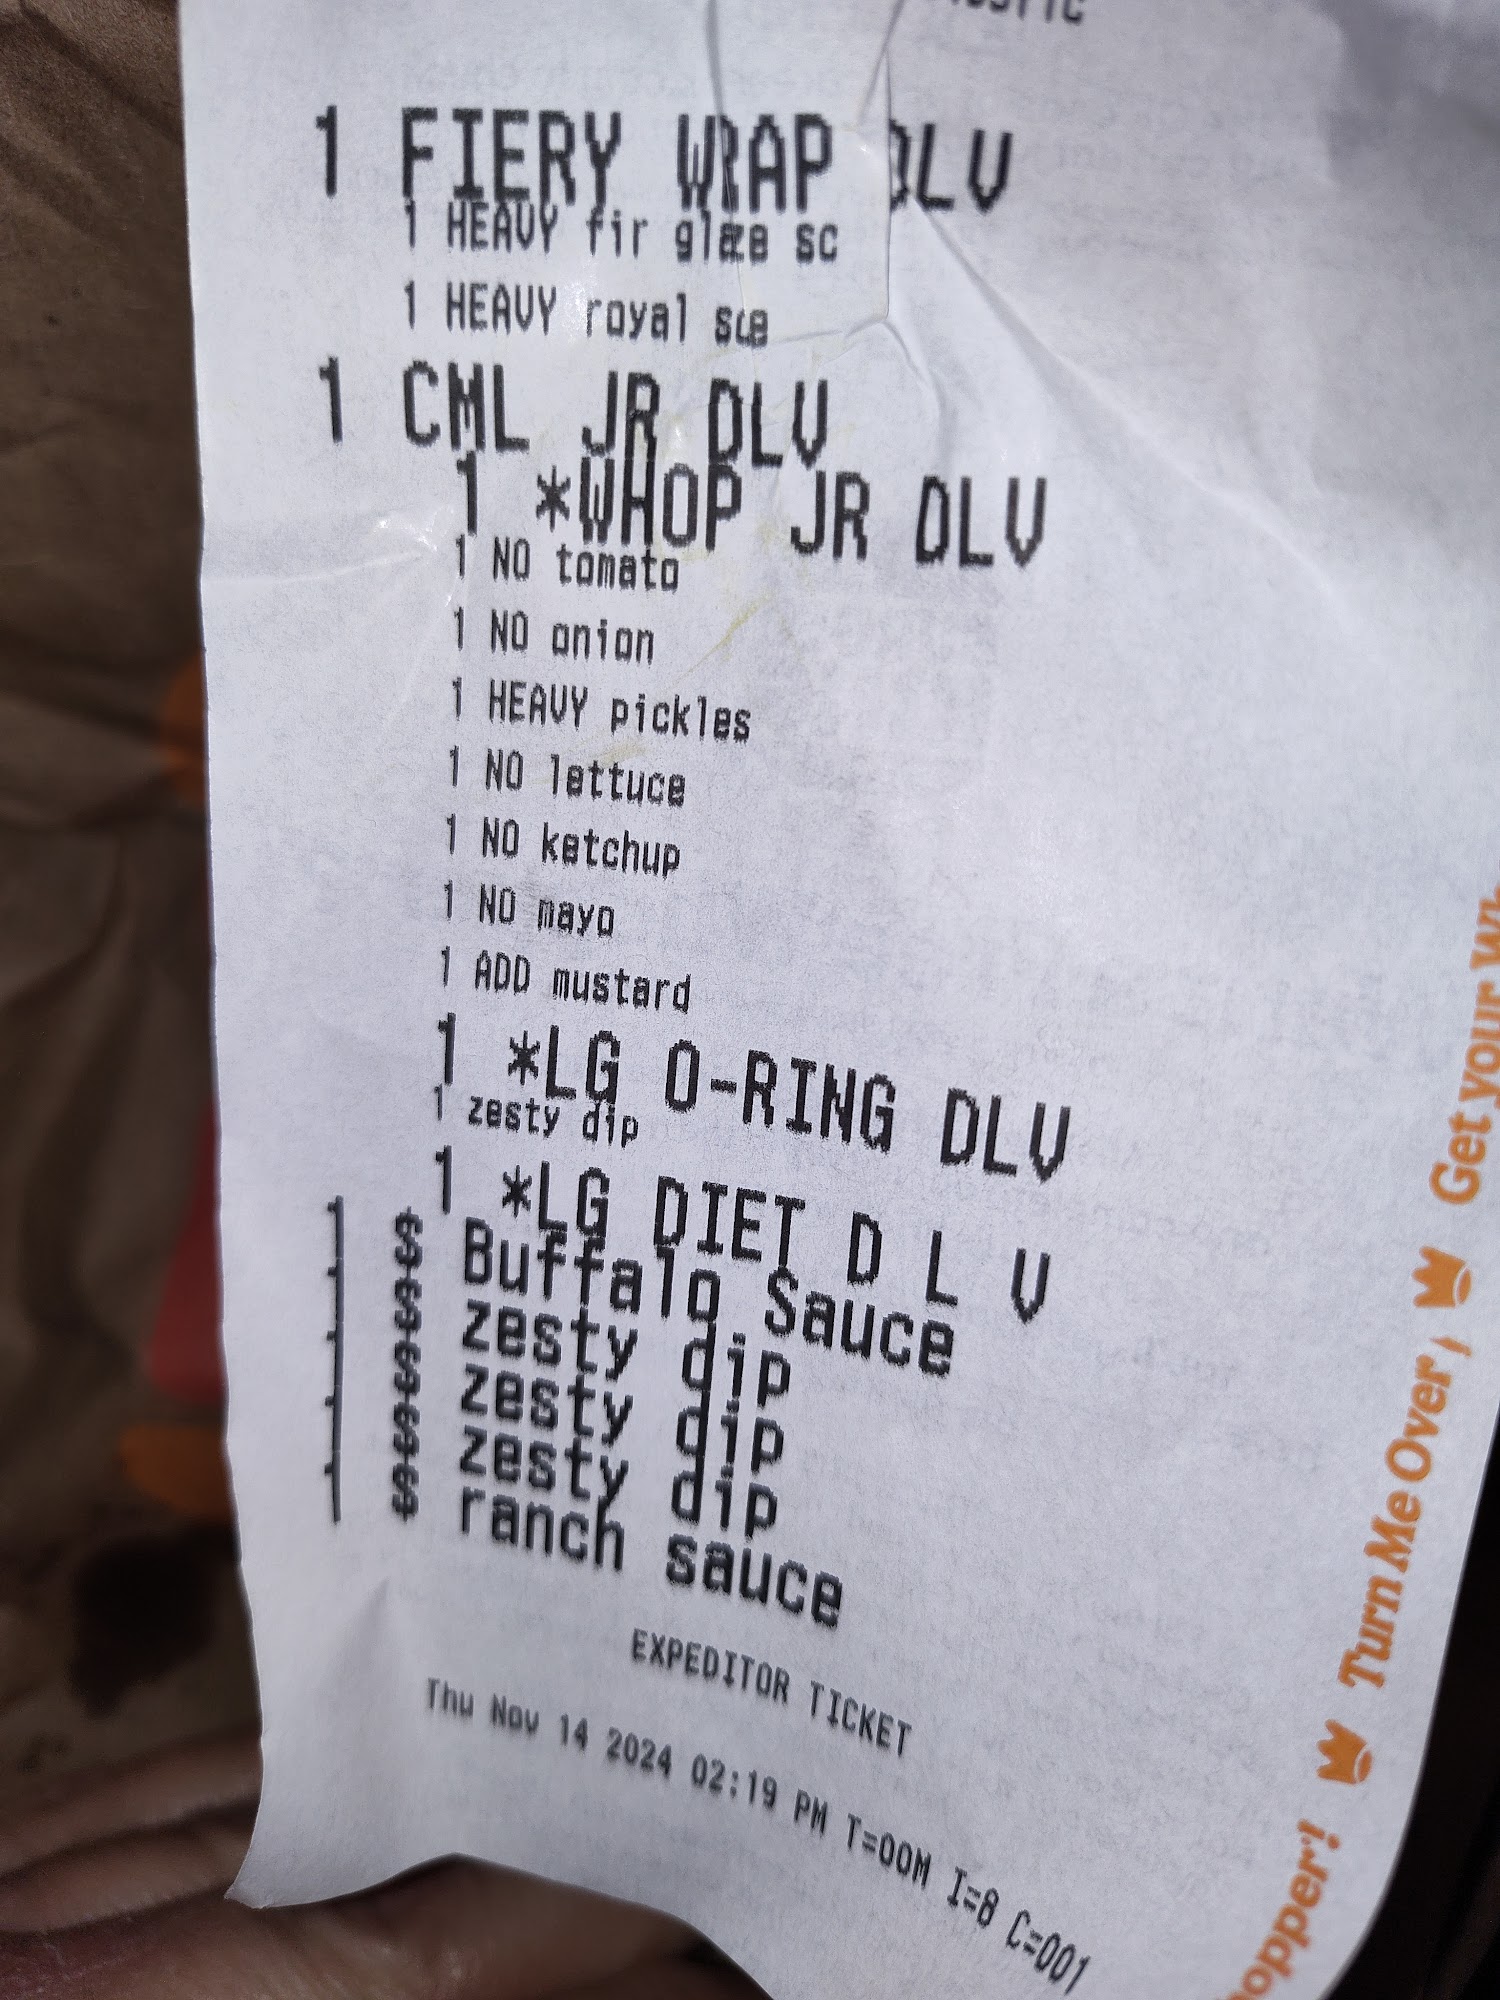 1 FIERY WRAP DLV
1 HEAVY fir glaze sc
1 HEAVY royal sce
1 CML JR DLV
1 *WHOP JR DLV
1 NO tomato
1 NO onion
1 HEAVY pickles
1 NO lettuce
1 NO ketchup
1 NO mayo
1 ADD mustard
1 *LG O-RING DLV
1 zesty dip
1 *LG DIET D L V
1 $ Buffalo Sauce
1 $ zesty dip
1 $ zesty dip
1 $ zesty dip
1 $ ranch sauce
EXPEDITOR TICKET
Thu Nov 14 2024 02:19 PM T=00M I=8 C=001
Get your
Turn Me Over